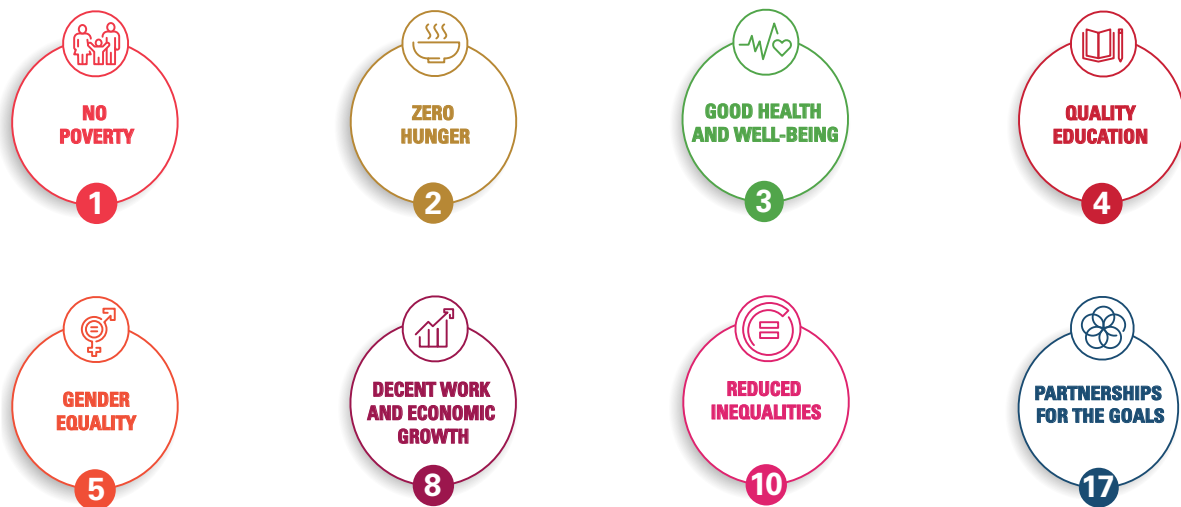 NO
POVERTY
1
ZERO
HUNGER
2
GOOD HEALTH
AND WELL-BEING
3
QUALITY
EDUCATION
4
GENDER
EQUALITY
5
DECENT WORK
AND ECONOMIC
GROWTH
8
REDUCED
INEQUALITIES
10
PARTNERSHIPS
FOR THE GOALS
17